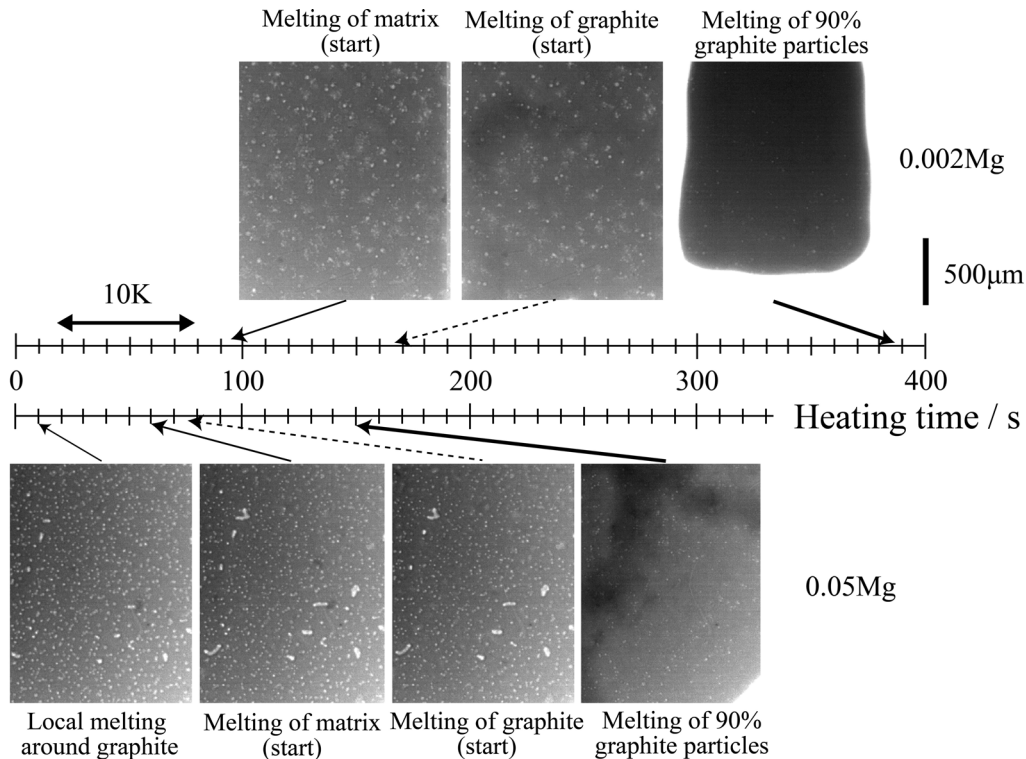 Melting of matrix
(start)
Melting of graphite
(start)
Melting of 90%
graphite particles
0.002Mg
500μm
10K
0 100 200 300 400
Heating time / s
0.05Mg
Local melting
around graphite
Melting of matrix
(start)
Melting of graphite
(start)
Melting of 90%
graphite particles